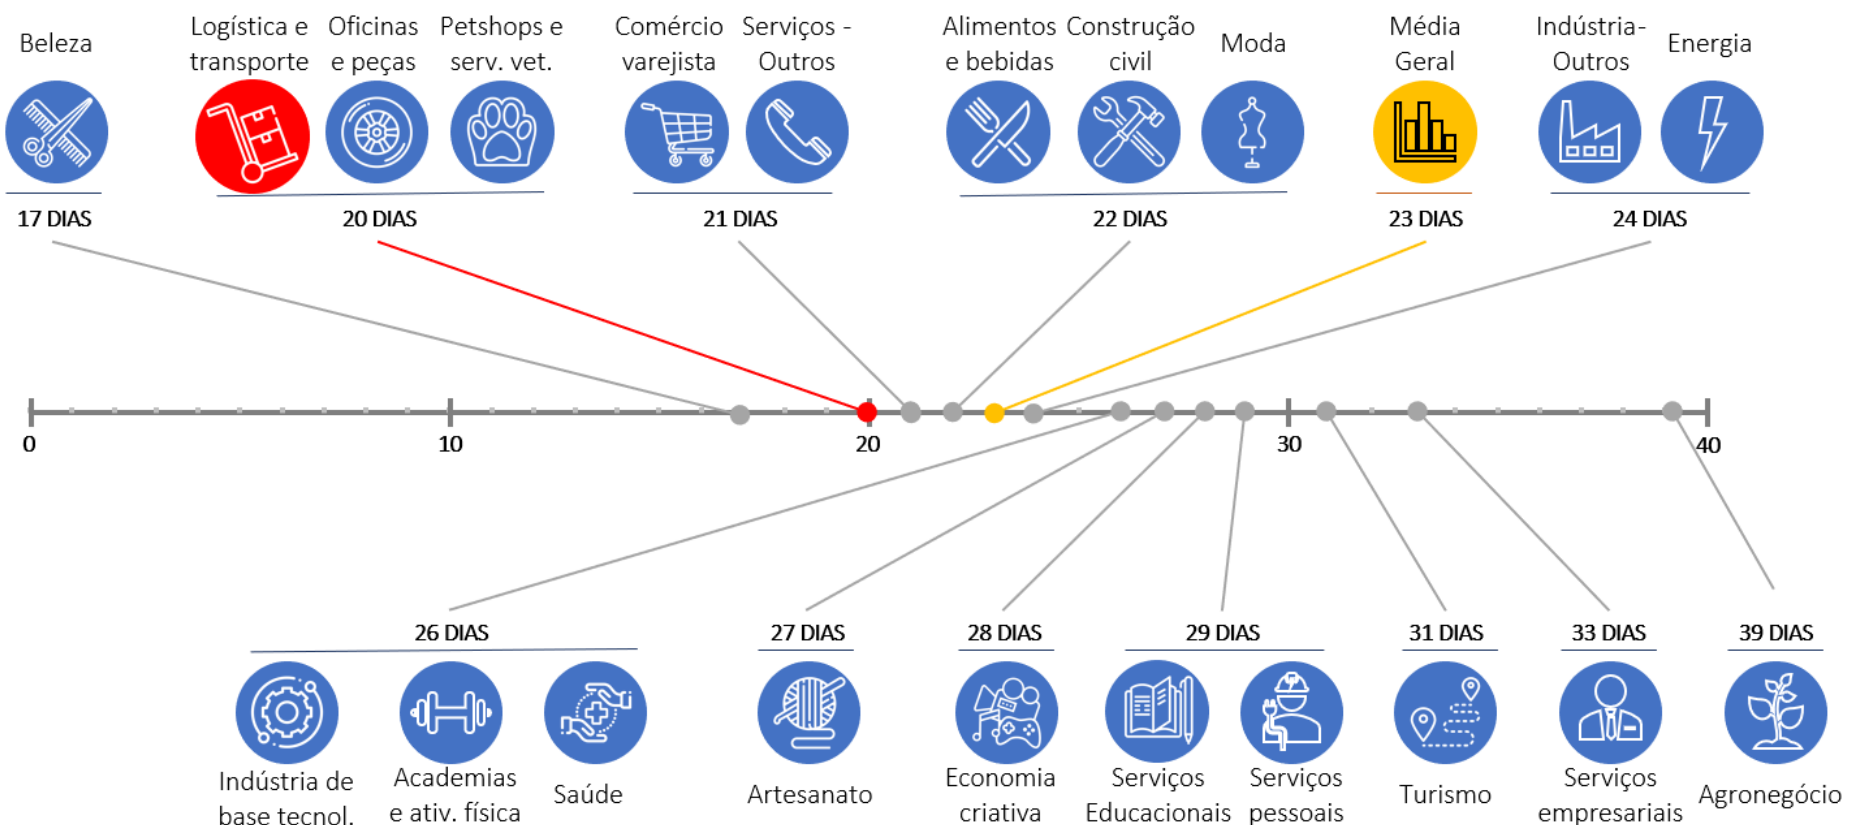 Beleza
Logística e
transporte
Oficinas
e peças
Petshops e
serv. vet.
Comércio
varejista
Serviços -
Outros
Alimentos
e bebidas
Construção
civil
Moda
Média
Geral
Indústria-
Outros
Energia
17 DIAS
20 DIAS
21 DIAS
22 DIAS
23 DIAS
24 DIAS
0
10
20
30
40
26 DIAS
27 DIAS
28 DIAS
29 DIAS
31 DIAS
33 DIAS
39 DIAS
Indústria de
base tecnol.
Academias
e ativ. física
Saúde
Artesanato
Economia
criativa
Serviços
Educacionais
Serviços
pessoais
Turismo
Serviços
empresariais
Agronegócio